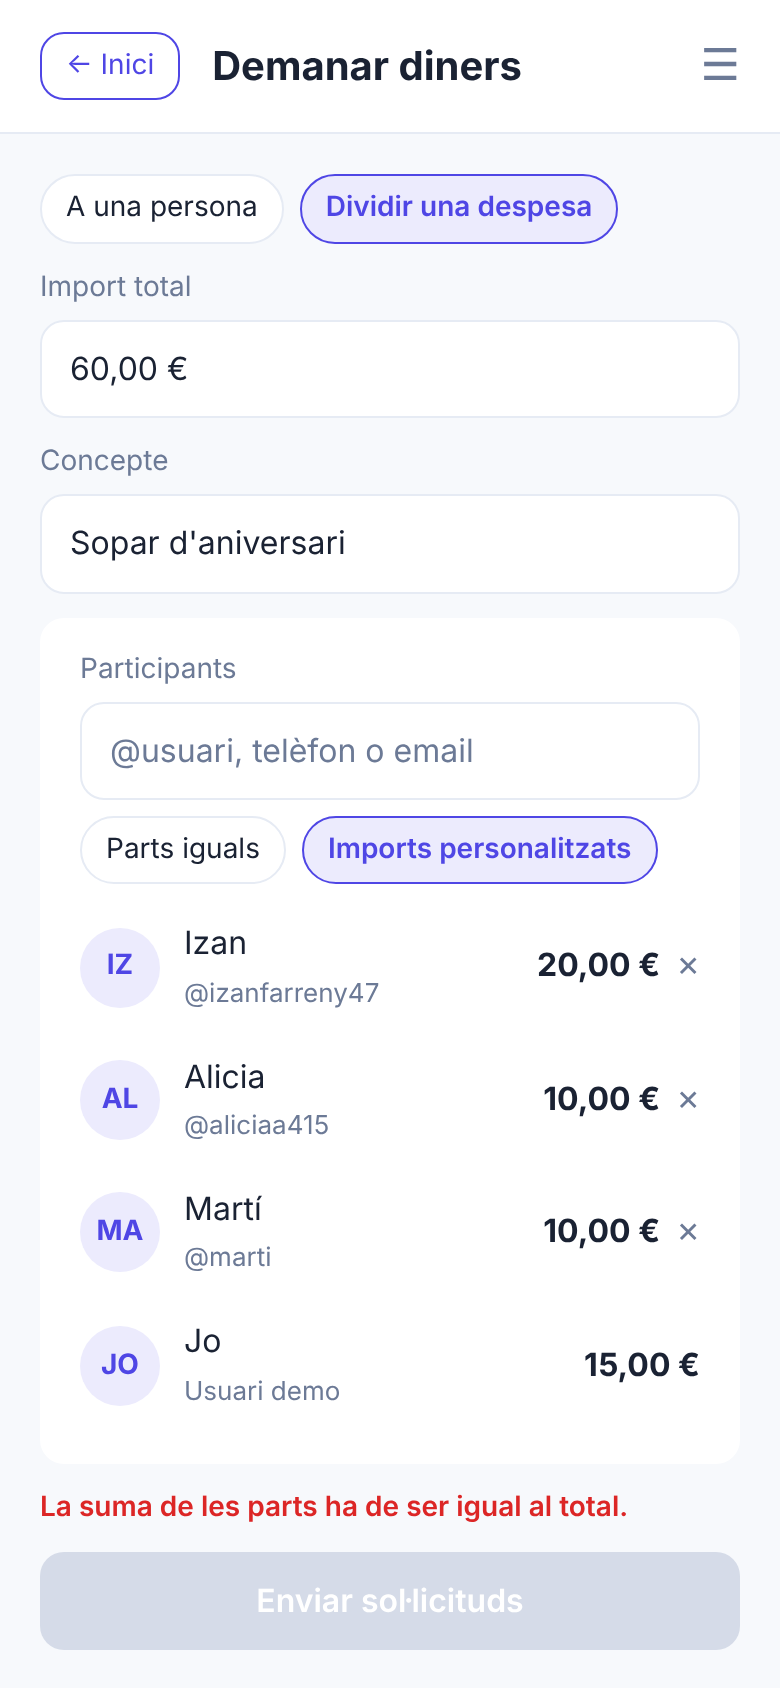 ← Inici
Demanar diners
☰
A una persona
Dividir una despesa
Import total
60,00 €
Concepte
Sopar d'aniversari
Participants
@usuari, telèfon o email
Parts iguals
Imports personalitzats
IZ
Izan
@izanfarreny47
20,00 € ×
AL
Alicia
@aliciaa415
10,00 € ×
MA
Martí
@marti
10,00 € ×
JO
Jo
Usuari demo
15,00 €
La suma de les parts ha de ser igual al total.
Enviar sol·licituds